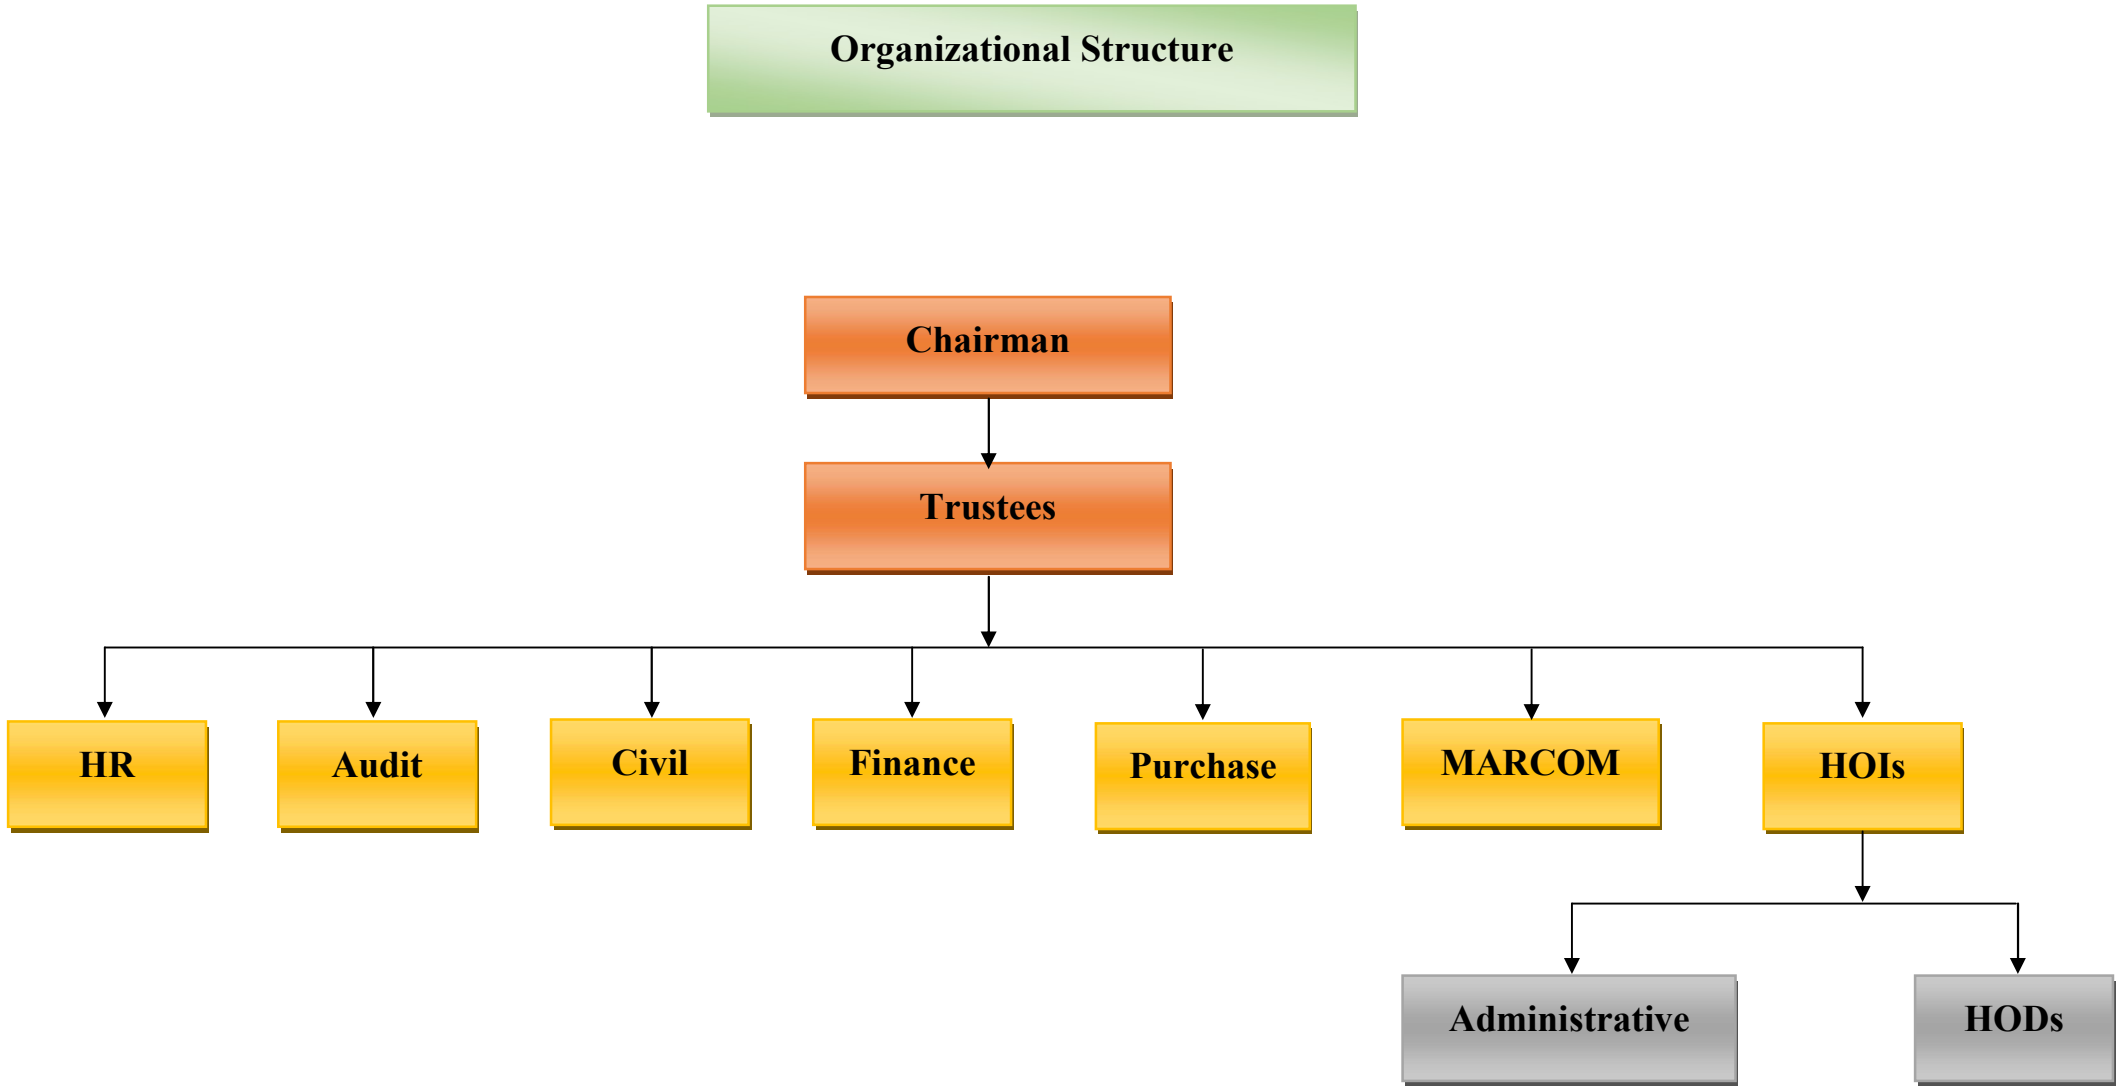 Organizational Structure
Chairman
Trustees
HR
Audit
Civil
Finance
Purchase
MARCOM
HOIs
Administrative
HODs